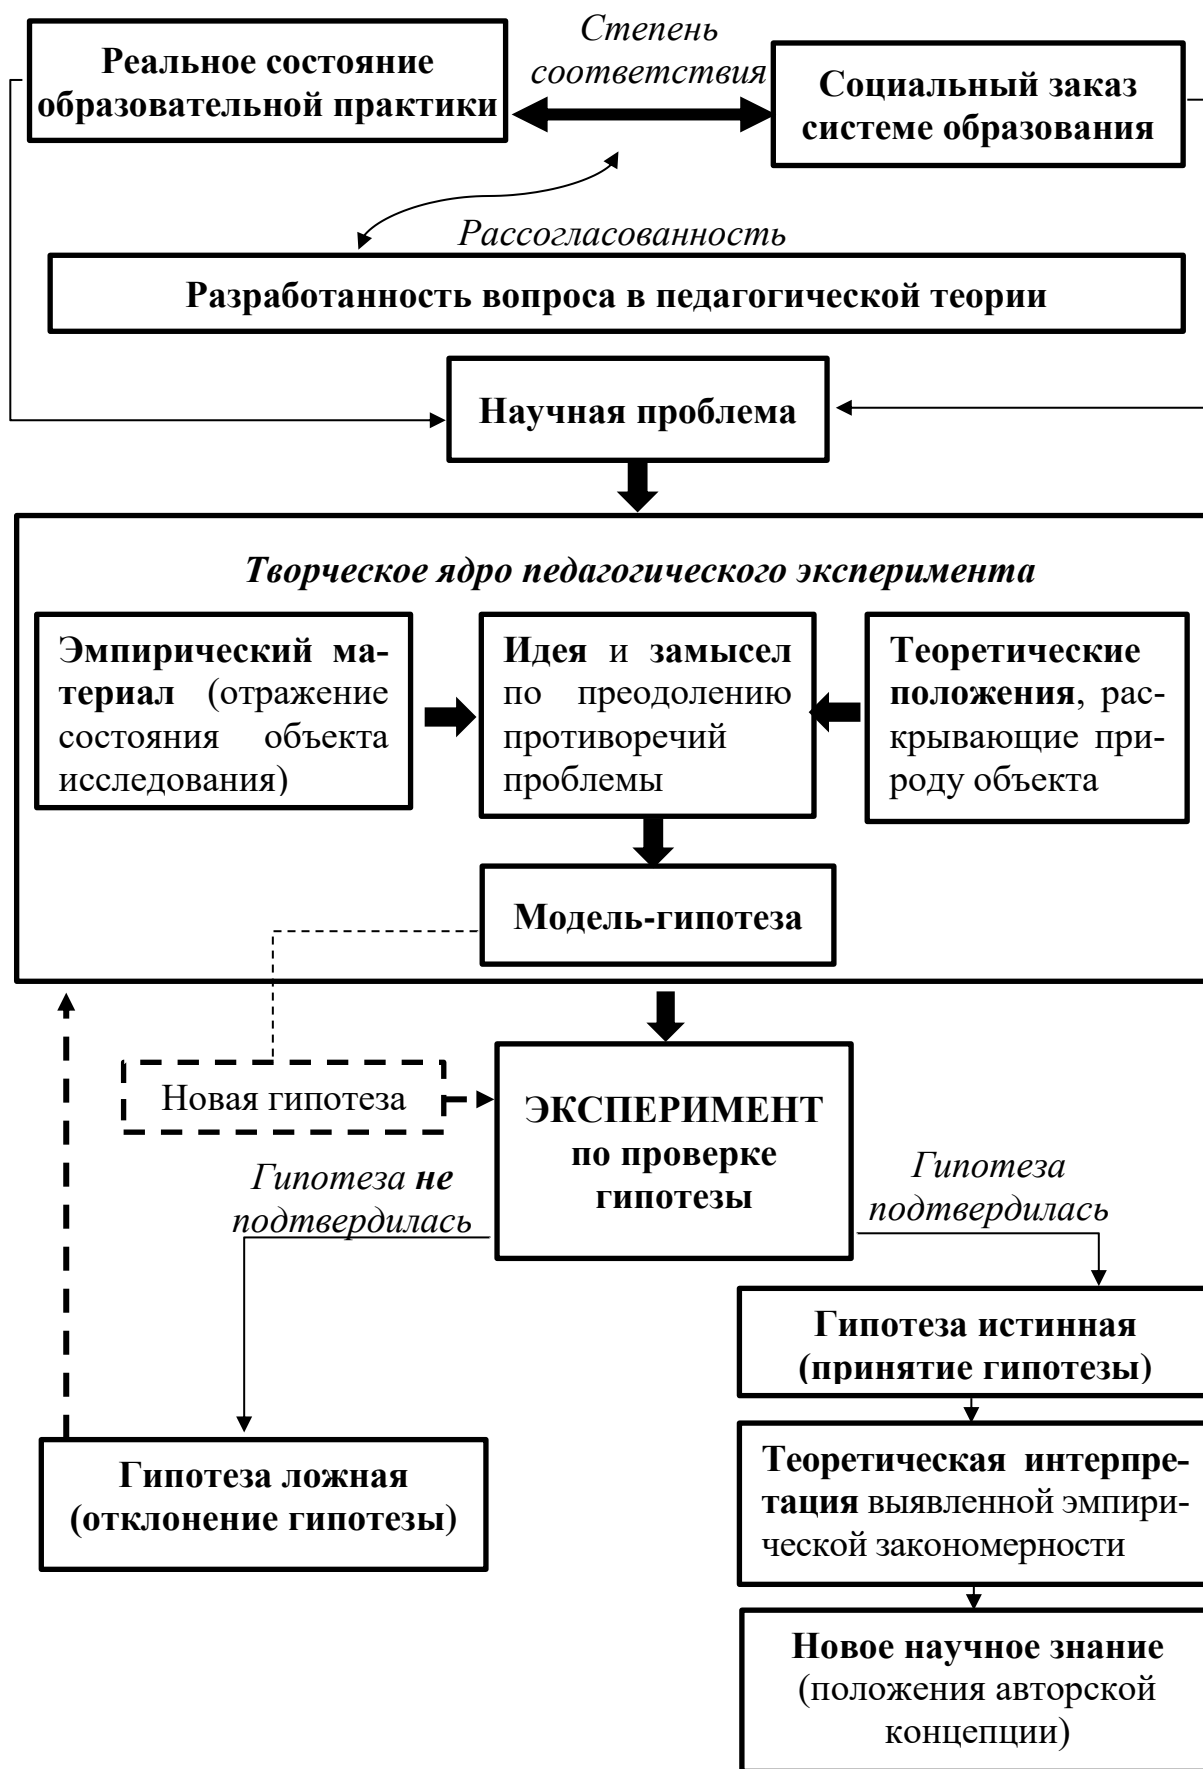 Реальное состояние
образовательной практики
Степень
соответствия
Социальный заказ
системе образования
Рассогласованность
Разработанность вопроса в педагогической теории
Научная проблема
Творческое ядро педагогического эксперимента
Эмпирический ма-
териал (отражение
состояния объекта
исследования)
Идея и замысел
по преодолению
противоречий
проблемы
Теоретические
положения, рас-
крывающие при-
роду объекта
Модель-гипотеза
Новая гипотеза
ЭКСПЕРИМЕНТ
по проверке
гипотезы
Гипотеза не
подтвердилась
Гипотеза
подтвердилась
Гипотеза истинная
(принятие гипотезы)
Гипотеза ложная
(отклонение гипотезы)
Теоретическая интерпре-
тация выявленной эмпири-
ческой закономерности
Новое научное знание
(положения авторской
концепции)